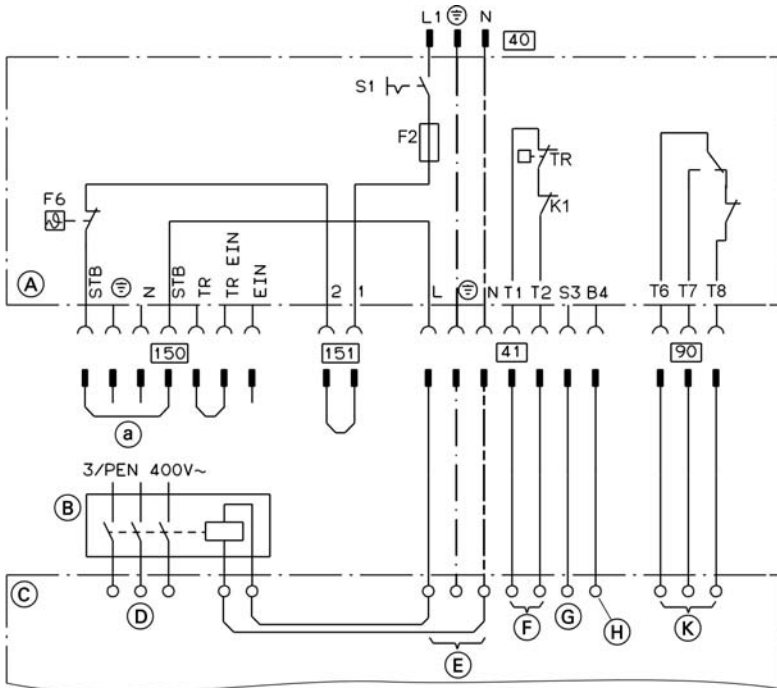 L1 ⏚ N
40
S1
F2
TR
F6
K1
A
STB ⏚ N STB TR TR EIN EIN 2 1 L ⏚ N T1 T2 S3 B4 T6 T7 T8
150 151 41 90
a
3/PEN 400V~
B
C
D E F G H K